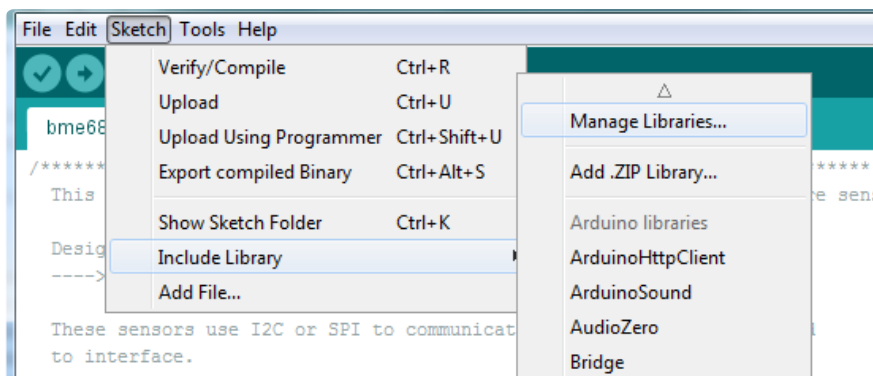 File Edit Sketch Tools Help
Verify/Compile Ctrl+R
Upload Ctrl+U
Upload Using Programmer Ctrl+Shift+U
Export compiled Binary Ctrl+Alt+S
Show Sketch Folder Ctrl+K
Include Library
Add File...
Manage Libraries...
Add .ZIP Library...
Arduino libraries
ArduinoHttpClient
ArduinoSound
AudioZero
Bridge
bme68
/****** *****
This
Desig
---->
These sensors use I2C or SPI to communicat
to interface.